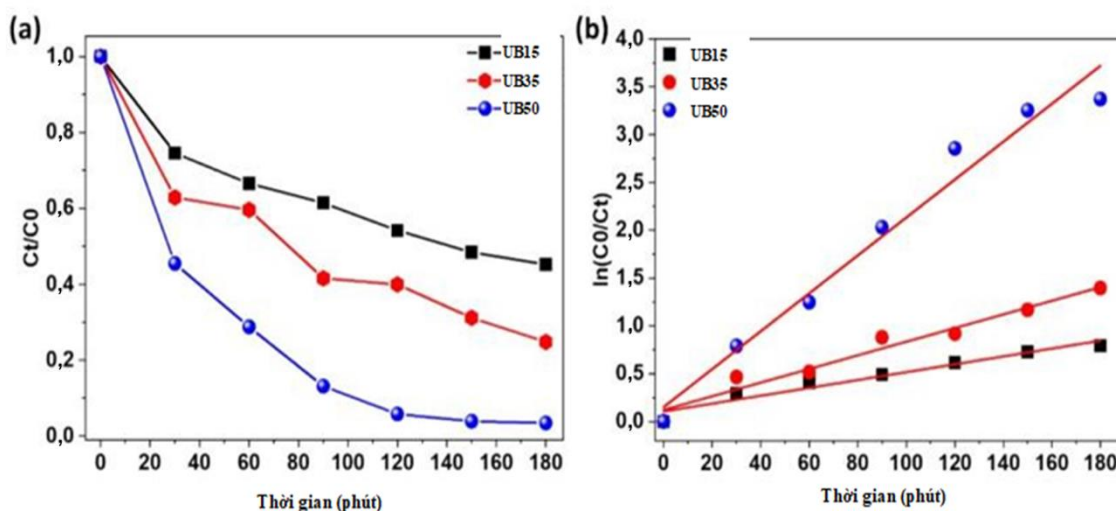 (a)
UB15
UB35
UB50
1,0
0,8
0,6
0,4
0,2
0,0
Ct/C0
0 20 40 60 80 100 120 140 160 180
Thời gian (phút)
(b)
UB15
UB35
UB50
4,0
3,5
3,0
2,5
2,0
1,5
1,0
0,5
0,0
ln(C0/Ct)
0 20 40 60 80 100 120 140 160 180
Thời gian (phút)